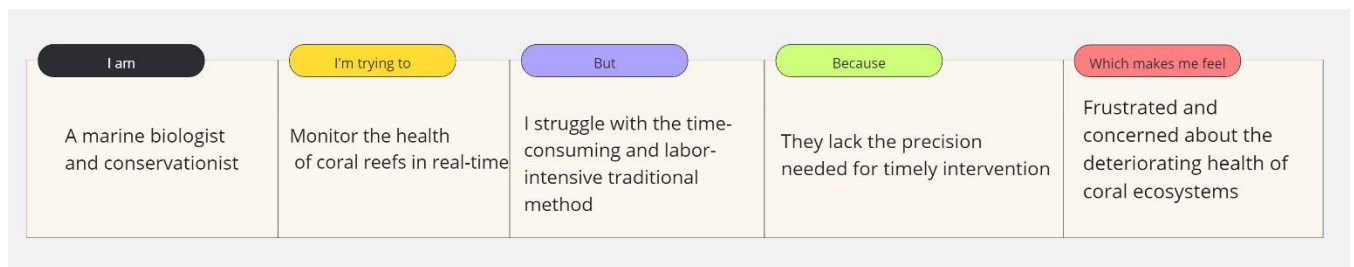 I am
A marine biologist
and conservationist
I'm trying to
Monitor the health
of coral reefs in real-time
But
I struggle with the time-
consuming and labor-
intensive traditional
method
Because
They lack the precision
needed for timely intervention
Which makes me feel
Frustrated and
concerned about the
deteriorating health of
coral ecosystems